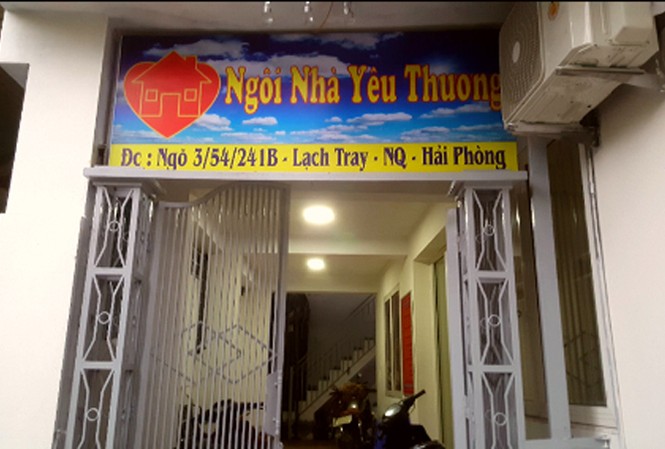 Ngôi Nhà Yêu Thương
Đc : Ngõ 3/54/241B - Lạch Tray - NQ - Hải Phòng